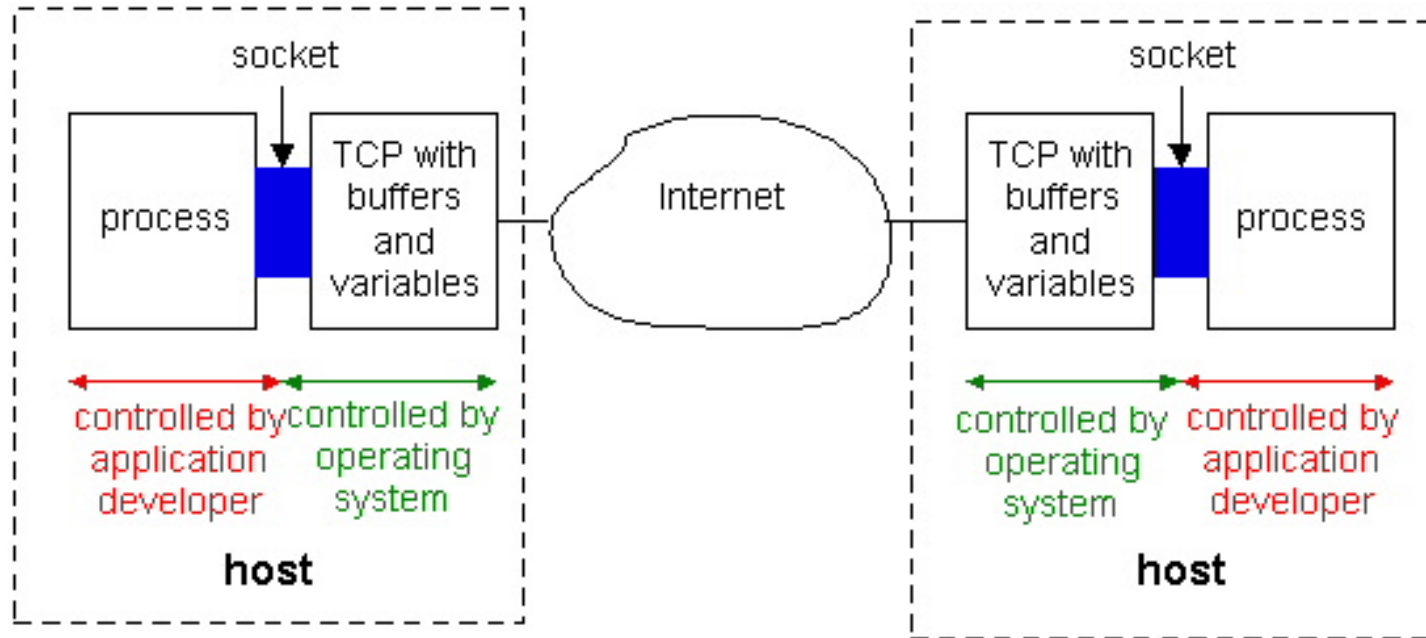 socket
process
TCP with
buffers
and
variables
controlled by
application
developer
controlled by
operating
system
host
Internet
socket
TCP with
buffers
and
variables
process
controlled by
operating
system
controlled by
application
developer
host